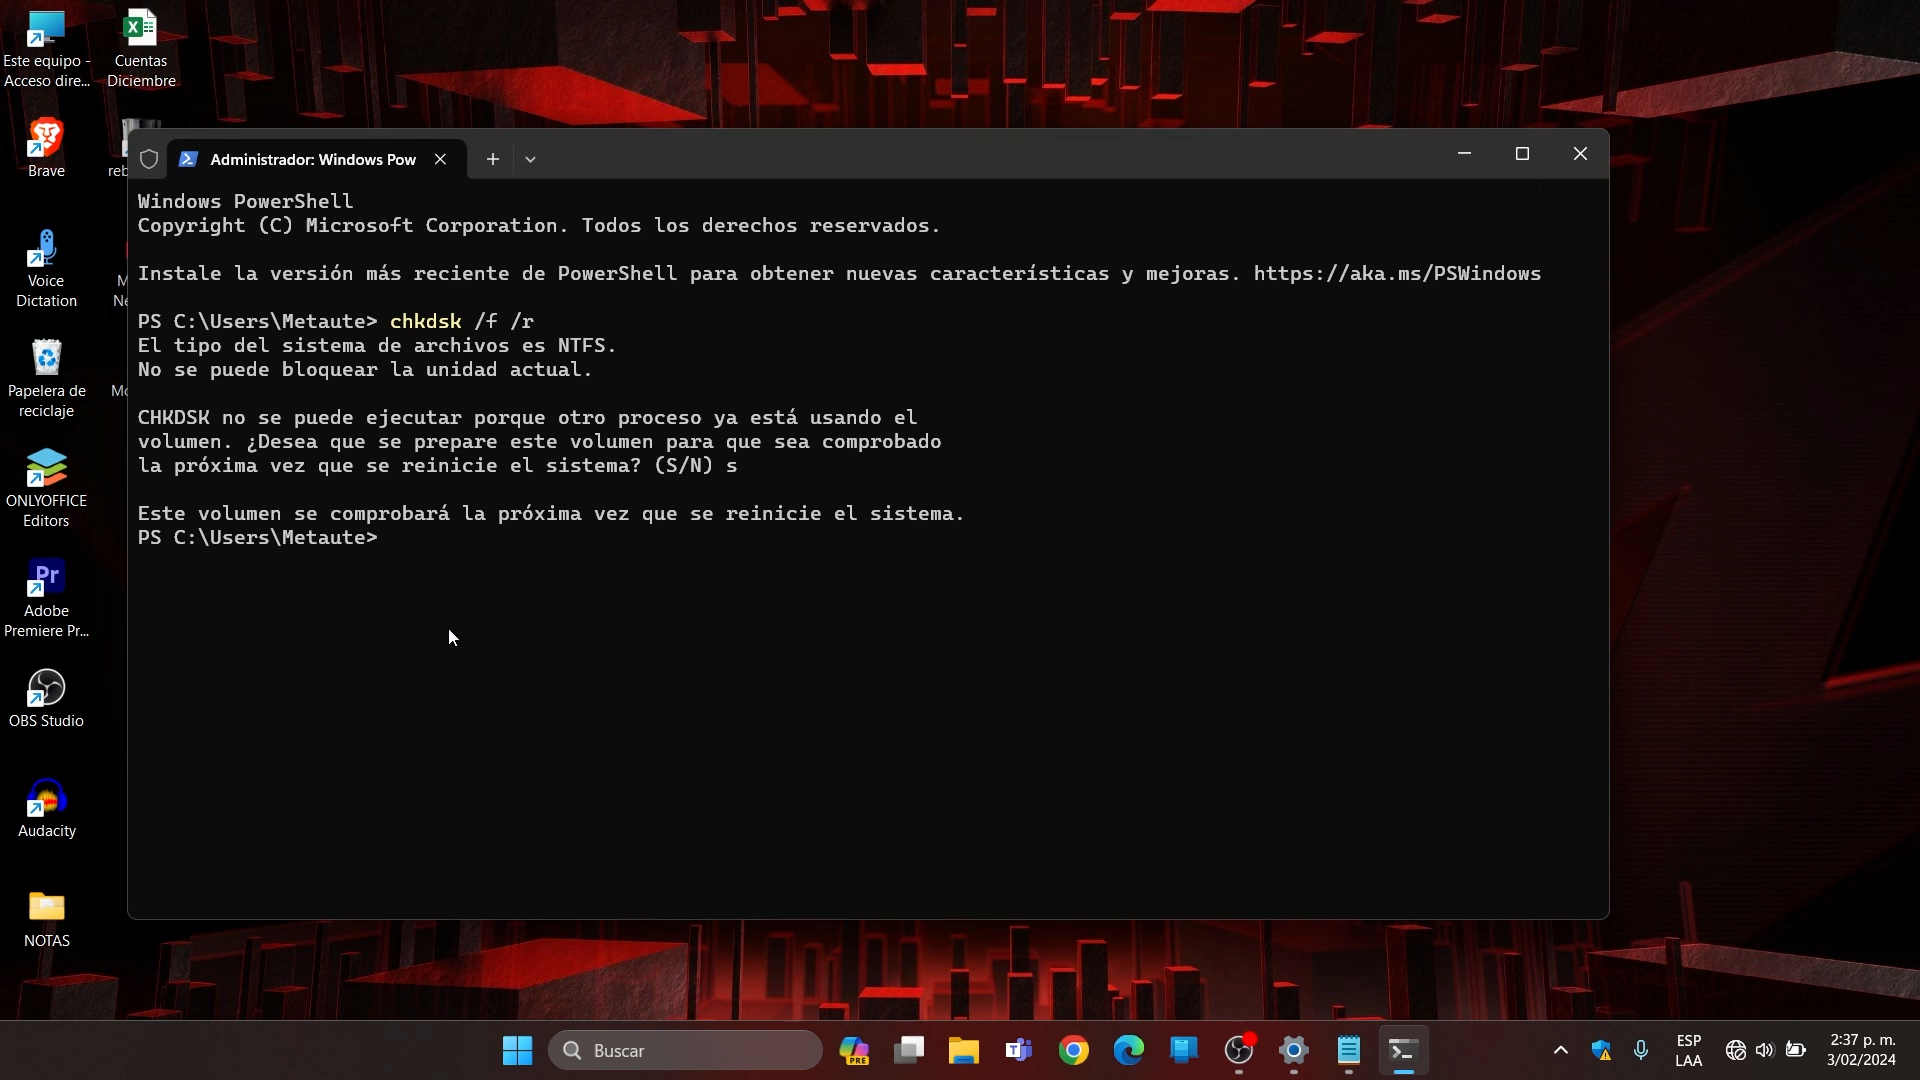 Este equipo -
Acceso dire...
Cuentas
Diciembre
Brave
reb
Voice
Dictation
M
Ne
Papelera de
reciclaje
Mo
ONLYOFFICE
Editors
Pr
Adobe
Premiere Pr...
OBS Studio
Audacity
NOTAS
Administrador: Windows Pow
Windows PowerShell
Copyright (C) Microsoft Corporation. Todos los derechos reservados.
Instale la versión más reciente de PowerShell para obtener nuevas características y mejoras. https://aka.ms/PSWindows
PS C:\Users\Metaute> chkdsk /f /r
El tipo del sistema de archivos es NTFS.
No se puede bloquear la unidad actual.
CHKDSK no se puede ejecutar porque otro proceso ya está usando el
volumen. ¿Desea que se prepare este volumen para que sea comprobado
la próxima vez que se reinicie el sistema? (S/N) s
Este volumen se comprobará la próxima vez que se reinicie el sistema.
PS C:\Users\Metaute>
Buscar
PRE
ESP
LAA
2:37 p. m.
3/02/2024